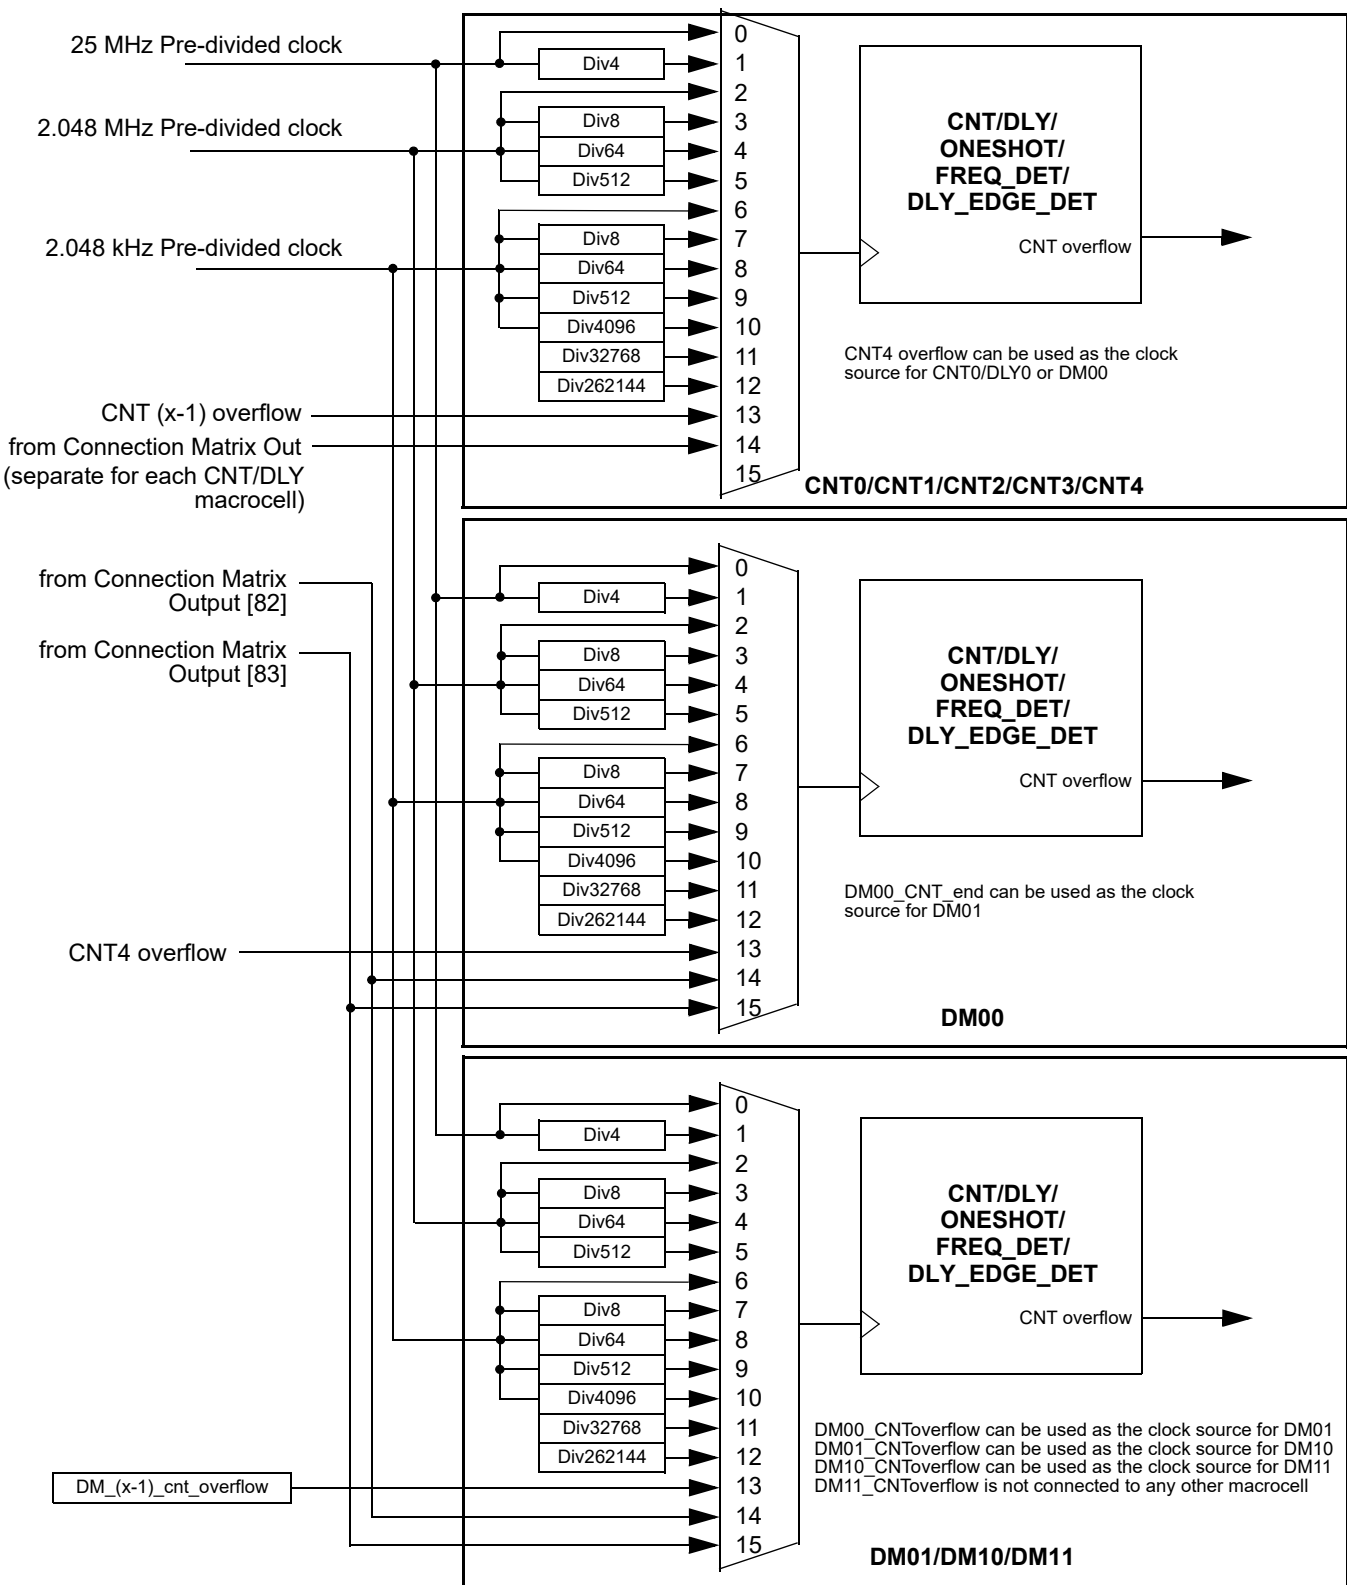 25 MHz Pre-divided clock
2.048 MHz Pre-divided clock
2.048 kHz Pre-divided clock
CNT (x-1) overflow
from Connection Matrix Out
(separate for each CNT/DLY
macrocell)
Div4
Div8
Div64
Div512
Div8
Div64
Div512
Div4096
Div32768
Div262144
0
1
2
3
4
5
6
7
8
9
10
11
12
13
14
15
CNT/DLY/
ONESHOT/
FREQ_DET/
DLY_EDGE_DET
CNT overflow
CNT4 overflow can be used as the clock
source for CNT0/DLY0 or DM00
CNT0/CNT1/CNT2/CNT3/CNT4
from Connection Matrix
Output [82]
from Connection Matrix
Output [83]
CNT4 overflow
Div4
Div8
Div64
Div512
Div8
Div64
Div512
Div4096
Div32768
Div262144
0
1
2
3
4
5
6
7
8
9
10
11
12
13
14
15
CNT/DLY/
ONESHOT/
FREQ_DET/
DLY_EDGE_DET
CNT overflow
DM00_CNT_end can be used as the clock
source for DM01
DM00
DM_(x-1)_cnt_overflow
Div4
Div8
Div64
Div512
Div8
Div64
Div512
Div4096
Div32768
Div262144
0
1
2
3
4
5
6
7
8
9
10
11
12
13
14
15
CNT/DLY/
ONESHOT/
FREQ_DET/
DLY_EDGE_DET
CNT overflow
DM00_CNToverflow can be used as the clock source for DM01
DM01_CNToverflow can be used as the clock source for DM10
DM10_CNToverflow can be used as the clock source for DM11
DM11_CNToverflow is not connected to any other macrocell
DM01/DM10/DM11